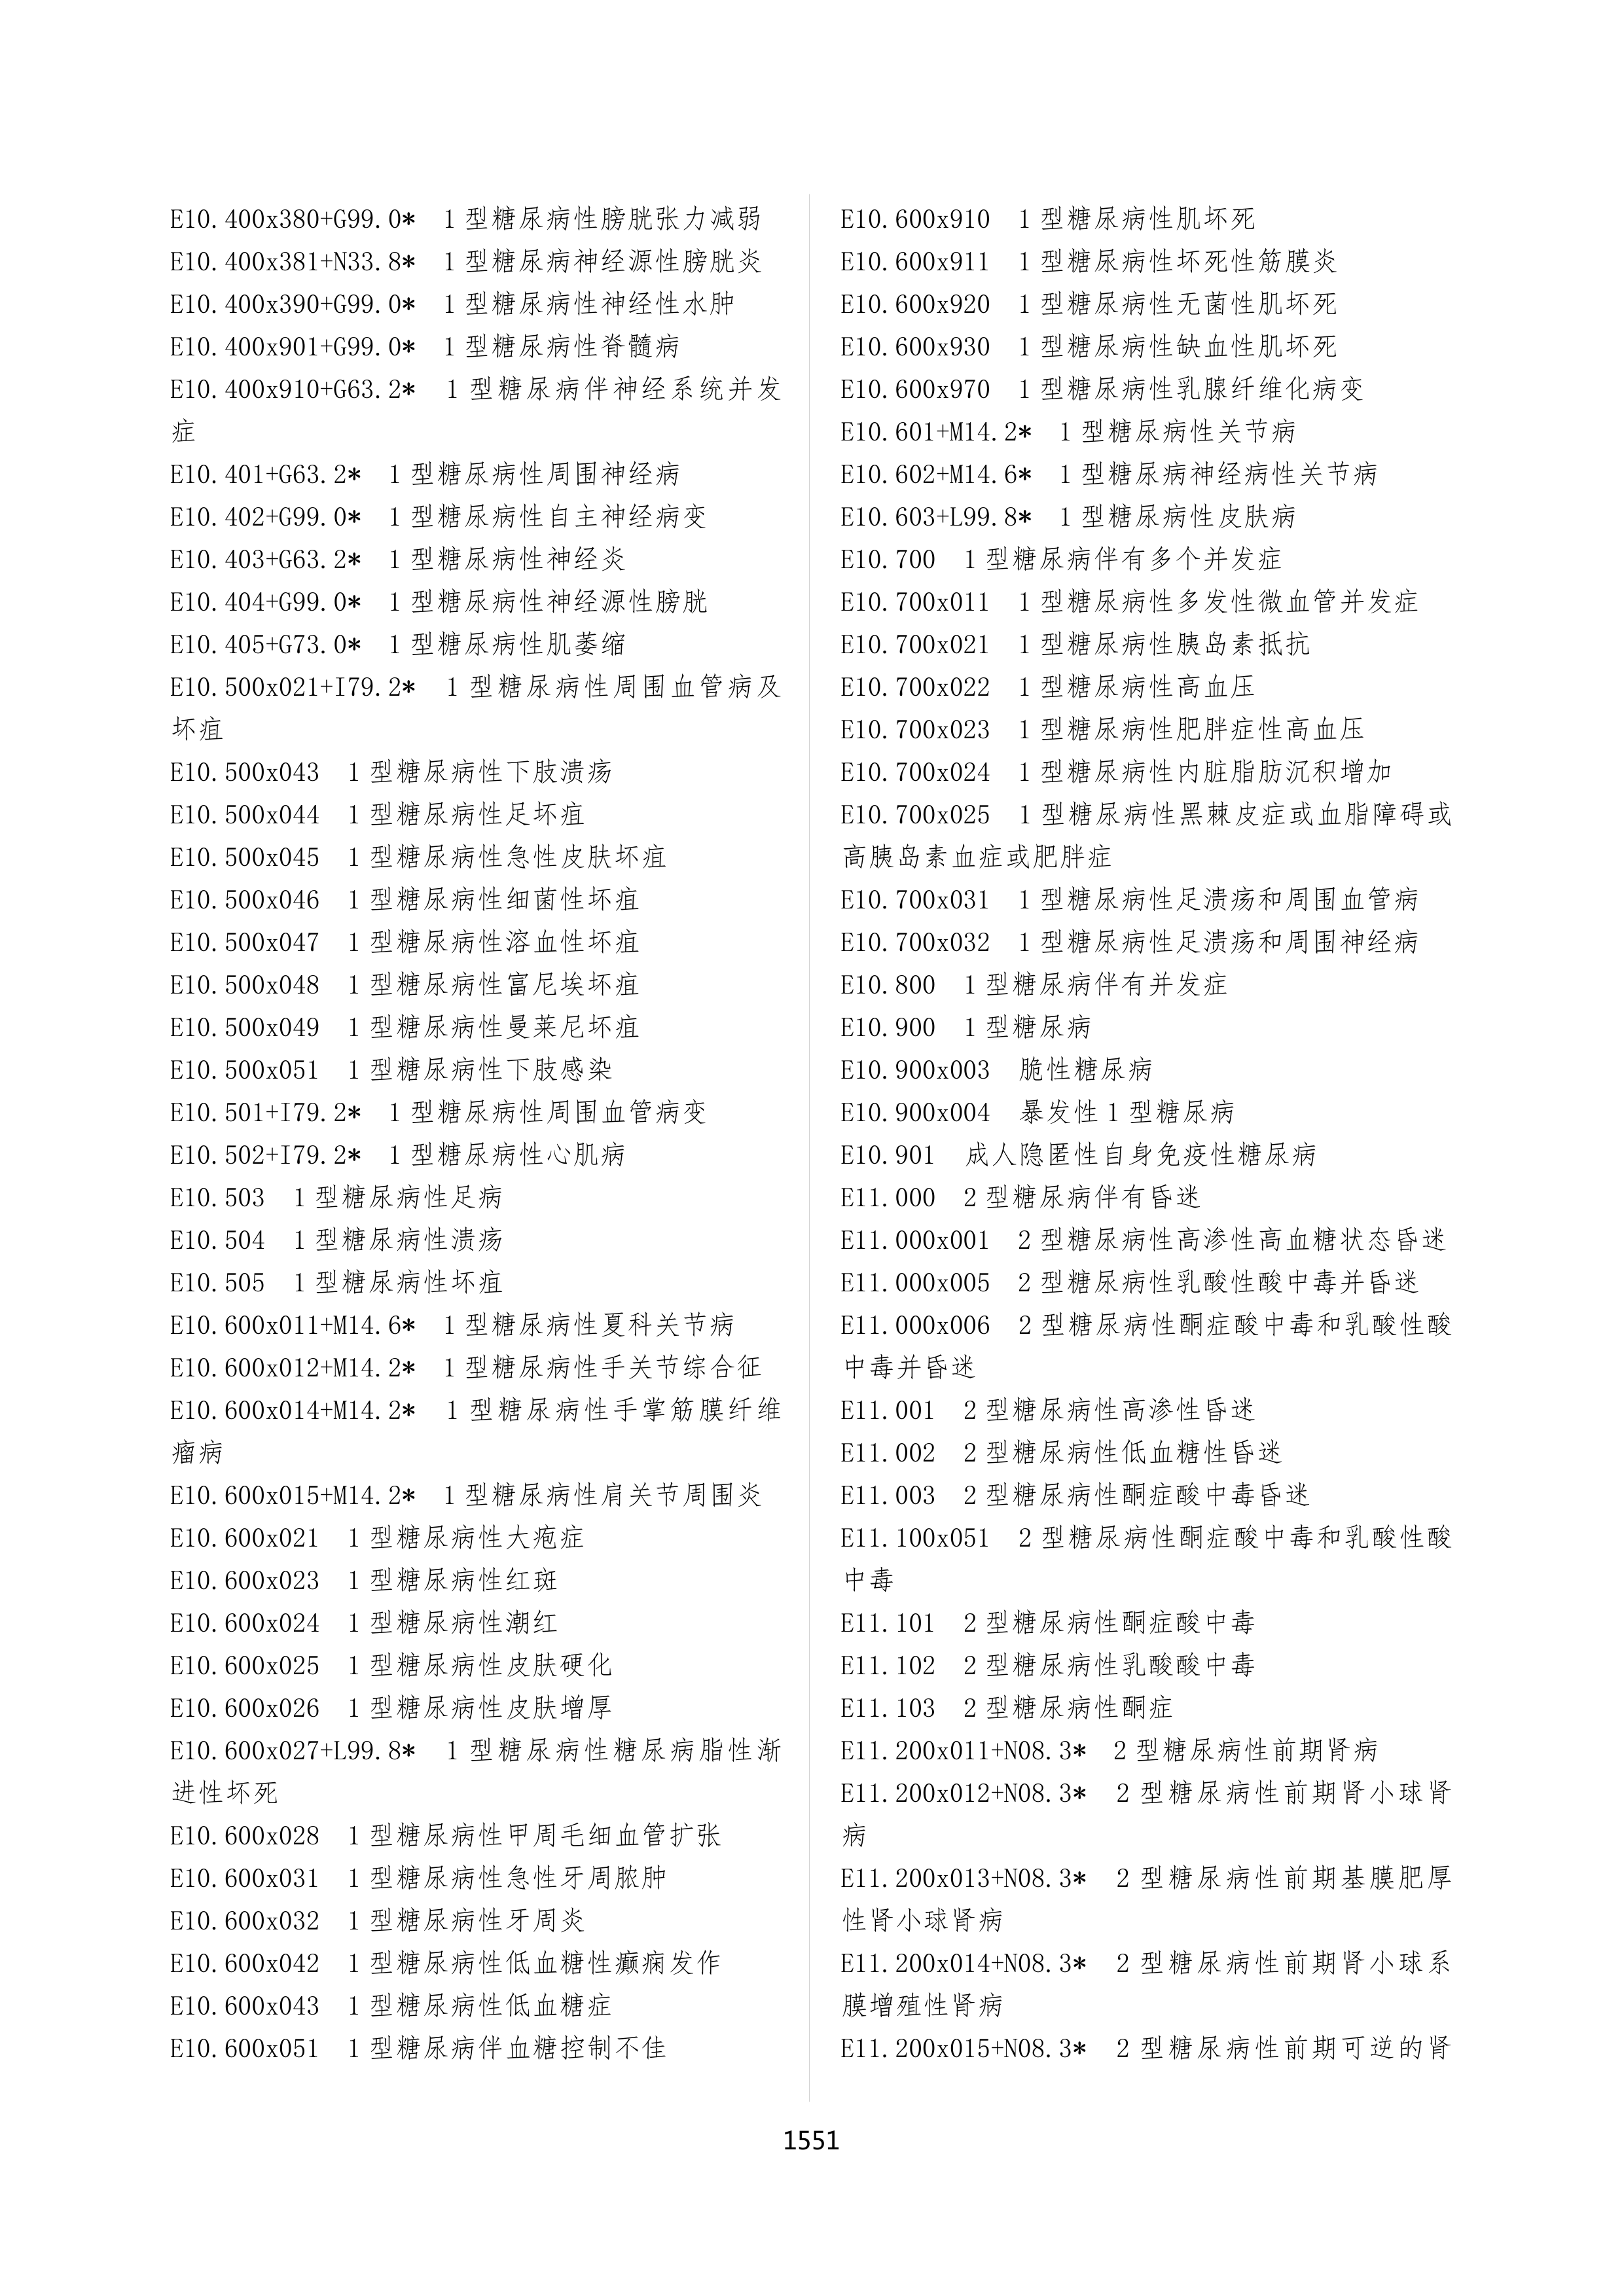 E10.400x380+G99.0* 1型糖尿病性膀胱张力减弱
E10.400x381+N33.8* 1型糖尿病神经源性膀胱炎
E10.400x390+G99.0* 1型糖尿病性神经性水肿
E10.400x901+G99.0* 1型糖尿病性脊髓病
E10.400x910+G63.2* 1型糖尿病伴神经系统并发
症
E10.401+G63.2* 1型糖尿病性周围神经病
E10.402+G99.0* 1型糖尿病性自主神经病变
E10.403+G63.2* 1型糖尿病性神经炎
E10.404+G99.0* 1型糖尿病性神经源性膀胱
E10.405+G73.0* 1型糖尿病性肌萎缩
E10.500x021+I79.2* 1型糖尿病性周围血管病及
坏疽
E10.500x043 1型糖尿病性下肢溃疡
E10.500x044 1型糖尿病性足坏疽
E10.500x045 1型糖尿病性急性皮肤坏疽
E10.500x046 1型糖尿病性细菌性坏疽
E10.500x047 1型糖尿病性溶血性坏疽
E10.500x048 1型糖尿病性富尼埃坏疽
E10.500x049 1型糖尿病性曼莱尼坏疽
E10.500x051 1型糖尿病性下肢感染
E10.501+I79.2* 1型糖尿病性周围血管病变
E10.502+I79.2* 1型糖尿病性心肌病
E10.503 1型糖尿病性足病
E10.504 1型糖尿病性溃疡
E10.505 1型糖尿病性坏疽
E10.600x011+M14.6* 1型糖尿病性夏科关节病
E10.600x012+M14.2* 1型糖尿病性手关节综合征
E10.600x014+M14.2* 1型糖尿病性手掌筋膜纤维
瘤病
E10.600x015+M14.2* 1型糖尿病性肩关节周围炎
E10.600x021 1型糖尿病性大疱症
E10.600x023 1型糖尿病性红斑
E10.600x024 1型糖尿病性潮红
E10.600x025 1型糖尿病性皮肤硬化
E10.600x026 1型糖尿病性皮肤增厚
E10.600x027+L99.8* 1型糖尿病性糖尿病脂性渐
进性坏死
E10.600x028 1型糖尿病性甲周毛细血管扩张
E10.600x031 1型糖尿病性急性牙周脓肿
E10.600x032 1型糖尿病性牙周炎
E10.600x042 1型糖尿病性低血糖性癫痫发作
E10.600x043 1型糖尿病性低血糖症
E10.600x051 1型糖尿病伴血糖控制不佳
E10.600x910 1型糖尿病性肌坏死
E10.600x911 1型糖尿病性坏死性筋膜炎
E10.600x920 1型糖尿病性无菌性肌坏死
E10.600x930 1型糖尿病性缺血性肌坏死
E10.600x970 1型糖尿病性乳腺纤维化病变
E10.601+M14.2* 1型糖尿病性关节病
E10.602+M14.6* 1型糖尿病神经病性关节病
E10.603+L99.8* 1型糖尿病性皮肤病
E10.700 1型糖尿病伴有多个并发症
E10.700x011 1型糖尿病性多发性微血管并发症
E10.700x021 1型糖尿病性胰岛素抵抗
E10.700x022 1型糖尿病性高血压
E10.700x023 1型糖尿病性肥胖症性高血压
E10.700x024 1型糖尿病性内脏脂肪沉积增加
E10.700x025 1型糖尿病性黑棘皮症或血脂障碍或
高胰岛素血症或肥胖症
E10.700x031 1型糖尿病性足溃疡和周围血管病
E10.700x032 1型糖尿病性足溃疡和周围神经病
E10.800 1型糖尿病伴有并发症
E10.900 1型糖尿病
E10.900x003 脆性糖尿病
E10.900x004 暴发性1型糖尿病
E10.901 成人隐匿性自身免疫性糖尿病
E11.000 2型糖尿病伴有昏迷
E11.000x001 2型糖尿病性高渗性高血糖状态昏迷
E11.000x005 2型糖尿病性乳酸性酸中毒并昏迷
E11.000x006 2型糖尿病性酮症酸中毒和乳酸性酸
中毒并昏迷
E11.001 2型糖尿病性高渗性昏迷
E11.002 2型糖尿病性低血糖性昏迷
E11.003 2型糖尿病性酮症酸中毒昏迷
E11.100x051 2型糖尿病性酮症酸中毒和乳酸性酸
中毒
E11.101 2型糖尿病性酮症酸中毒
E11.102 2型糖尿病性乳酸酸中毒
E11.103 2型糖尿病性酮症
E11.200x011+N08.3* 2型糖尿病性前期肾病
E11.200x012+N08.3* 2型糖尿病性前期肾小球肾
病
E11.200x013+N08.3* 2型糖尿病性前期基膜肥厚
性肾小球肾病
E11.200x014+N08.3* 2型糖尿病性前期肾小球系
膜增殖性肾病
E11.200x015+N08.3* 2型糖尿病性前期可逆的肾
1551